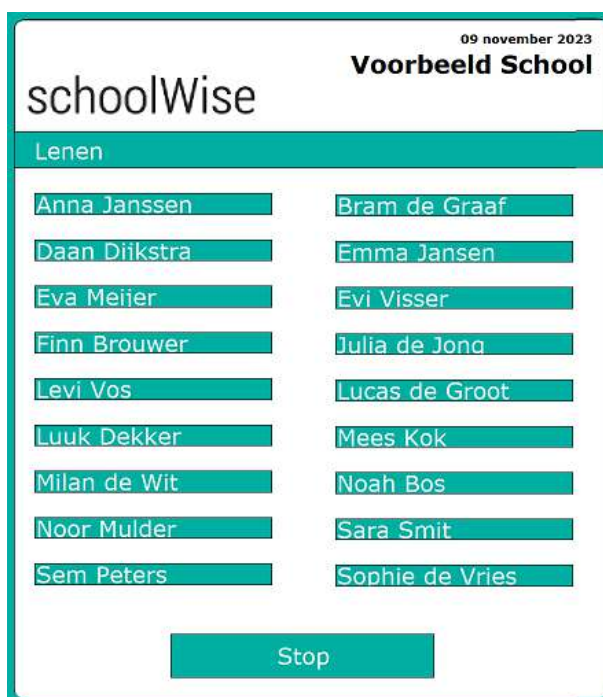 09 november 2023
Voorbeeld School
schoolWise
Lenen
Anna Janssen
Bram de Graaf
Daan Dijkstra
Emma Jansen
Eva Meijer
Evi Visser
Finn Brouwer
Julia de Jong
Levi Vos
Lucas de Groot
Luuk Dekker
Mees Kok
Milan de Wit
Noah Bos
Noor Mulder
Sara Smit
Sem Peters
Sophie de Vries
Stop